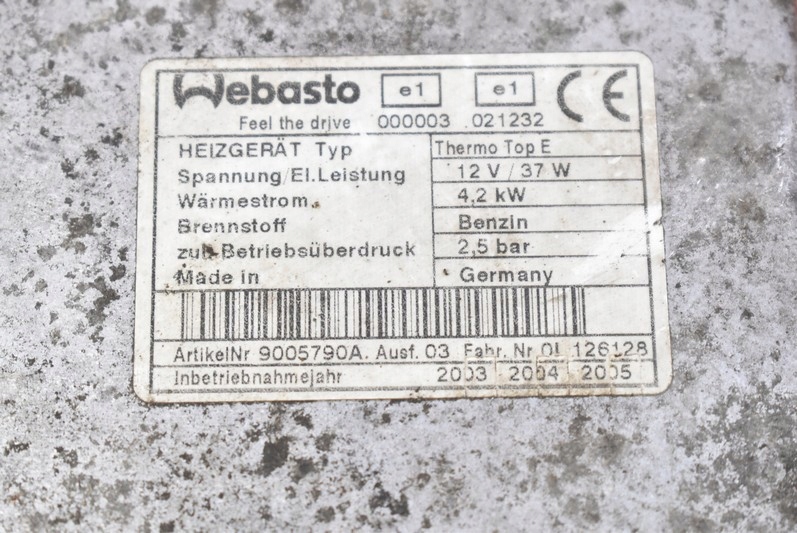 Webasto e1 e1 CE
Feel the drive 000003 021232
HEIZGERÄT Typ Thermo Top E
Spannung/El.Leistung 12 V / 37 W
Wärmestrom. 4,2 kW
Brennstoff Benzin
zul. Betriebsüberdruck 2,5 bar
Made in Germany
ArtikelNr 9005790A. Ausf. 03 Fabr. Nr 126128
Inbetriebnahmejahr 2003 2004 2005